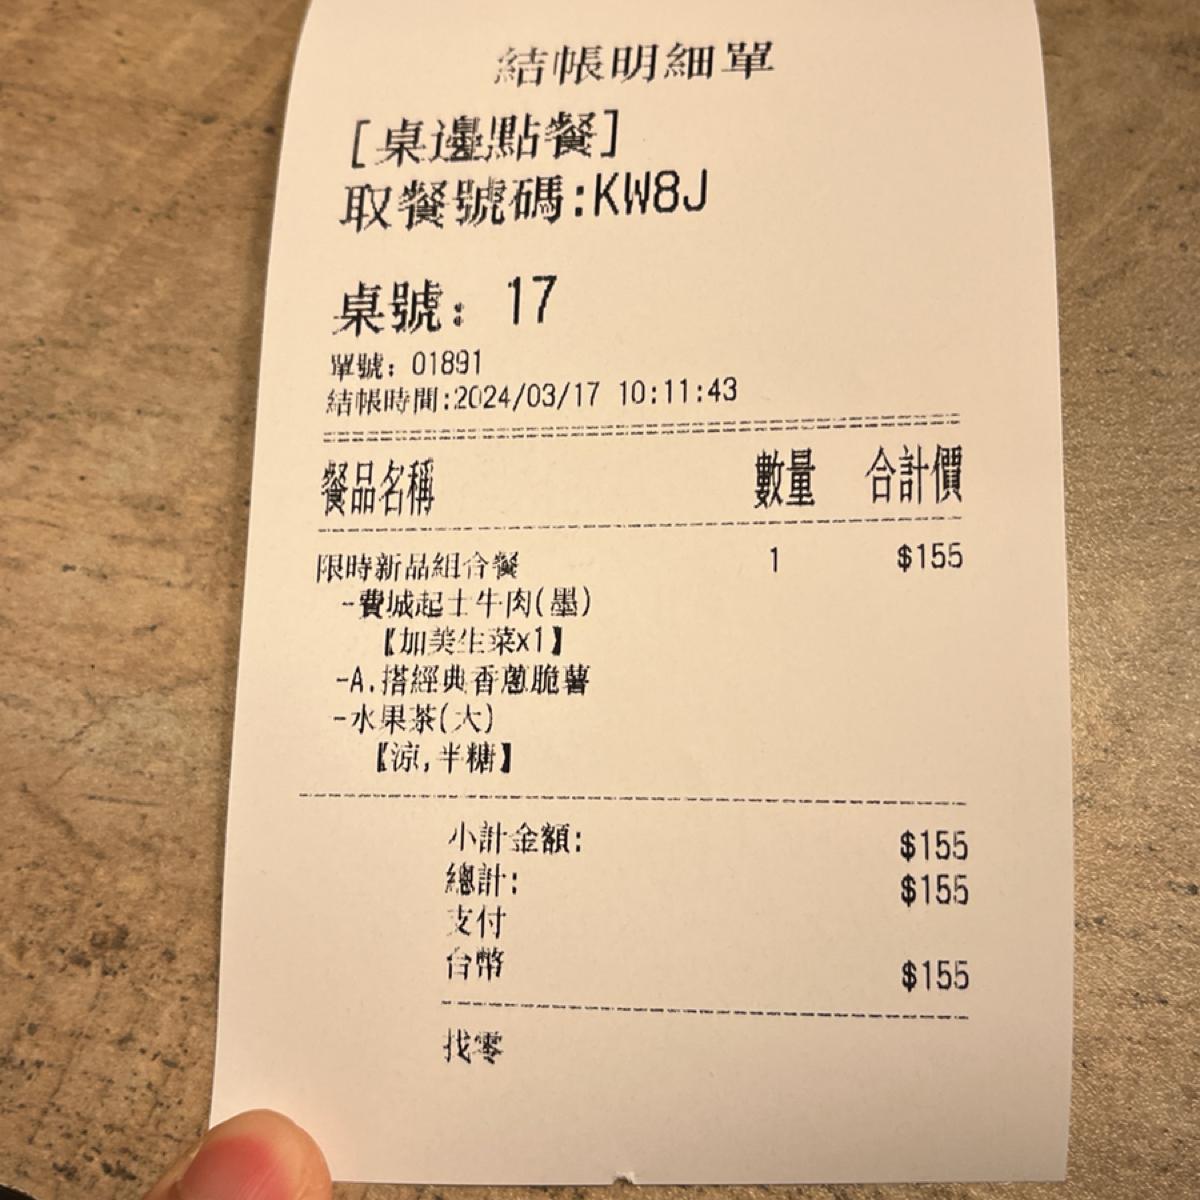 結帳明細單
[桌邊點餐]
取餐號碼:KW8J
桌號: 17
單號: 01891
結帳時間:2024/03/17 10:11:43
餐品名稱 數量 合計價
限時新品組合餐 1 $155
-費城起士牛肉(墨)
【加美生菜x1】
-A.搭經典香蔥脆薯
-水果茶(大)
【涼,半糖】
小計金額: $155
總計: $155
支付
台幣 $155
找零